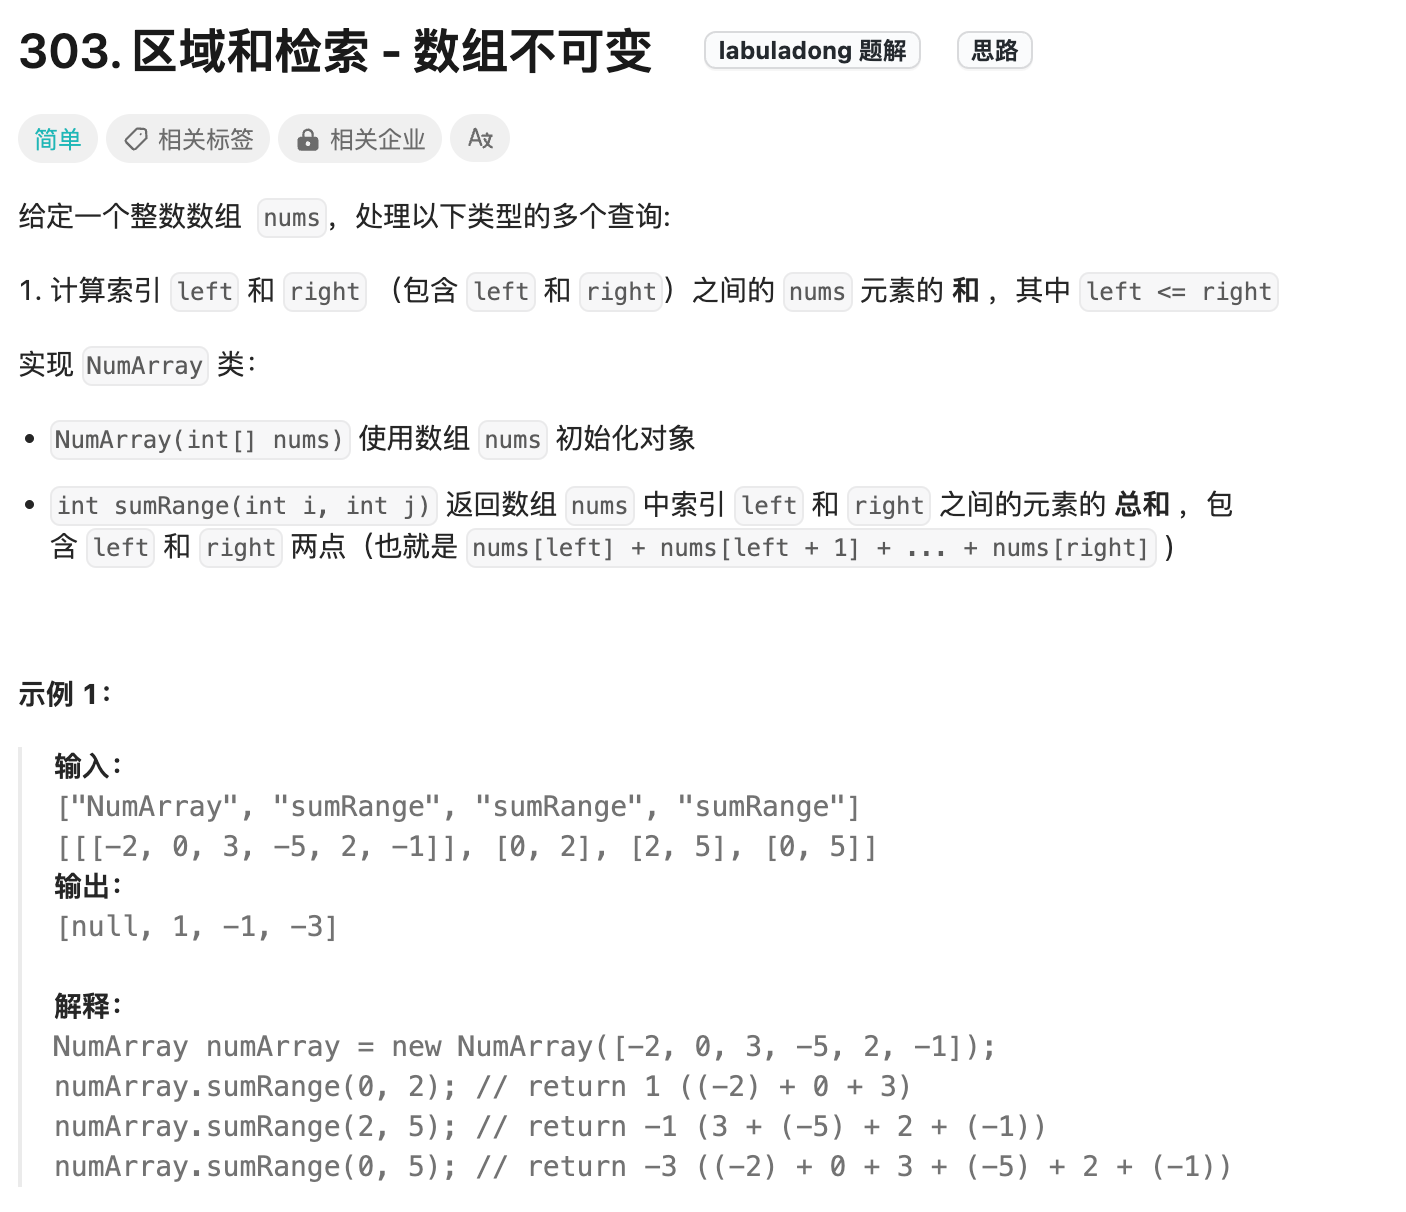 303. 区域和检索 - 数组不可变 labuladong 题解 思路
简单 相关标签 相关企业 A文
给定一个整数数组 nums，处理以下类型的多个查询:
1. 计算索引 left 和 right （包含 left 和 right）之间的 nums 元素的 和 ，其中 left <= right
实现 NumArray 类：
• NumArray(int[] nums) 使用数组 nums 初始化对象
• int sumRange(int i, int j) 返回数组 nums 中索引 left 和 right 之间的元素的 总和 ，包
含 left 和 right 两点（也就是 nums[left] + nums[left + 1] + ... + nums[right] )
示例 1：
输入：
["NumArray", "sumRange", "sumRange", "sumRange"]
[[[-2, 0, 3, -5, 2, -1]], [0, 2], [2, 5], [0, 5]]
输出：
[null, 1, -1, -3]
解释：
NumArray numArray = new NumArray([-2, 0, 3, -5, 2, -1]);
numArray.sumRange(0, 2); // return 1 ((-2) + 0 + 3)
numArray.sumRange(2, 5); // return -1 (3 + (-5) + 2 + (-1))
numArray.sumRange(0, 5); // return -3 ((-2) + 0 + 3 + (-5) + 2 + (-1))